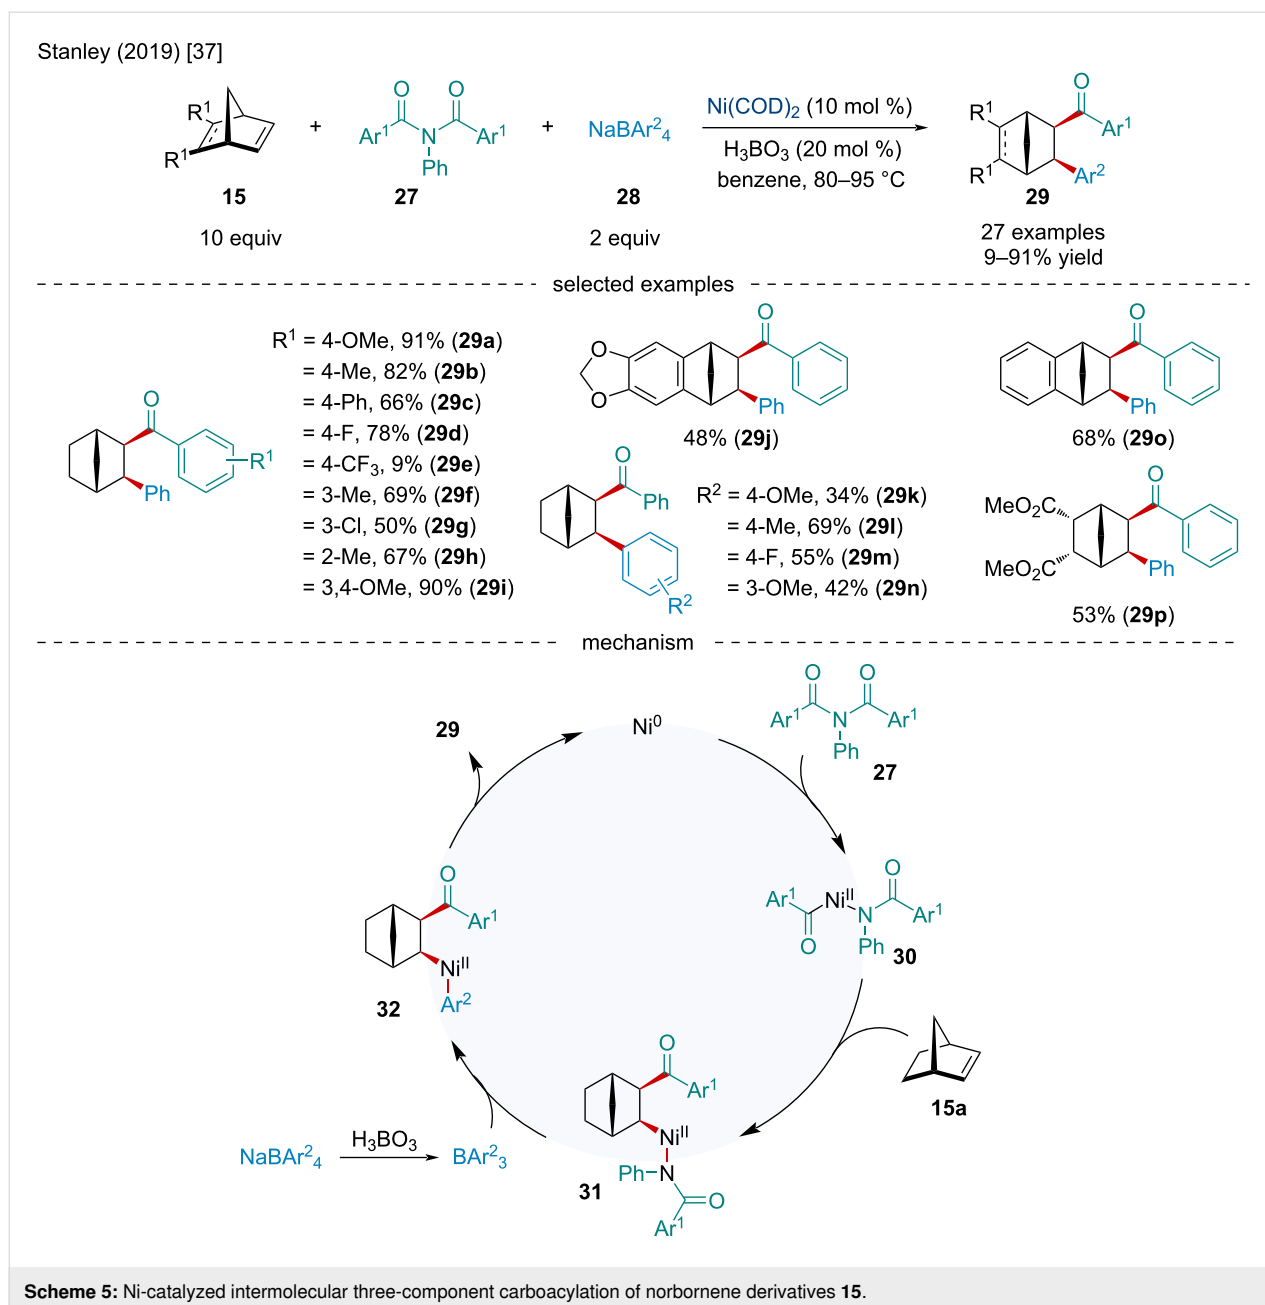 Stanley (2019) [37]
R1
R1
15
10 equiv
+
O O
Ar1 N Ar1
Ph
27
+
NaBAr24
28
2 equiv
Ni(COD)2 (10 mol %)
H3BO3 (20 mol %)
benzene, 80–95 °C
R1
R1
O
Ar1
Ar2
29
27 examples
9–91% yield
selected examples
O
R1
Ph
R1 = 4-OMe, 91% (29a)
= 4-Me, 82% (29b)
= 4-Ph, 66% (29c)
= 4-F, 78% (29d)
= 4-CF3, 9% (29e)
= 3-Me, 69% (29f)
= 3-Cl, 50% (29g)
= 2-Me, 67% (29h)
= 3,4-OMe, 90% (29i)
O
O
O
Ph
48% (29j)
O
Ph
R2
R2 = 4-OMe, 34% (29k)
= 4-Me, 69% (29l)
= 4-F, 55% (29m)
= 3-OMe, 42% (29n)
O
Ph
68% (29o)
MeO2C
MeO2C
O
Ph
53% (29p)
mechanism
29
Ni0
O O
Ar1 N Ar1
Ph
27
Ar1 NiII O
O N Ar1
Ph
30
15a
O
Ar1
NiII
Ph N
O
Ar1
31
NaBAr24
H3BO3
BAr23
O
Ar1
NiII
Ar2
32
Scheme 5: Ni-catalyzed intermolecular three-component carboacylation of norbornene derivatives 15.